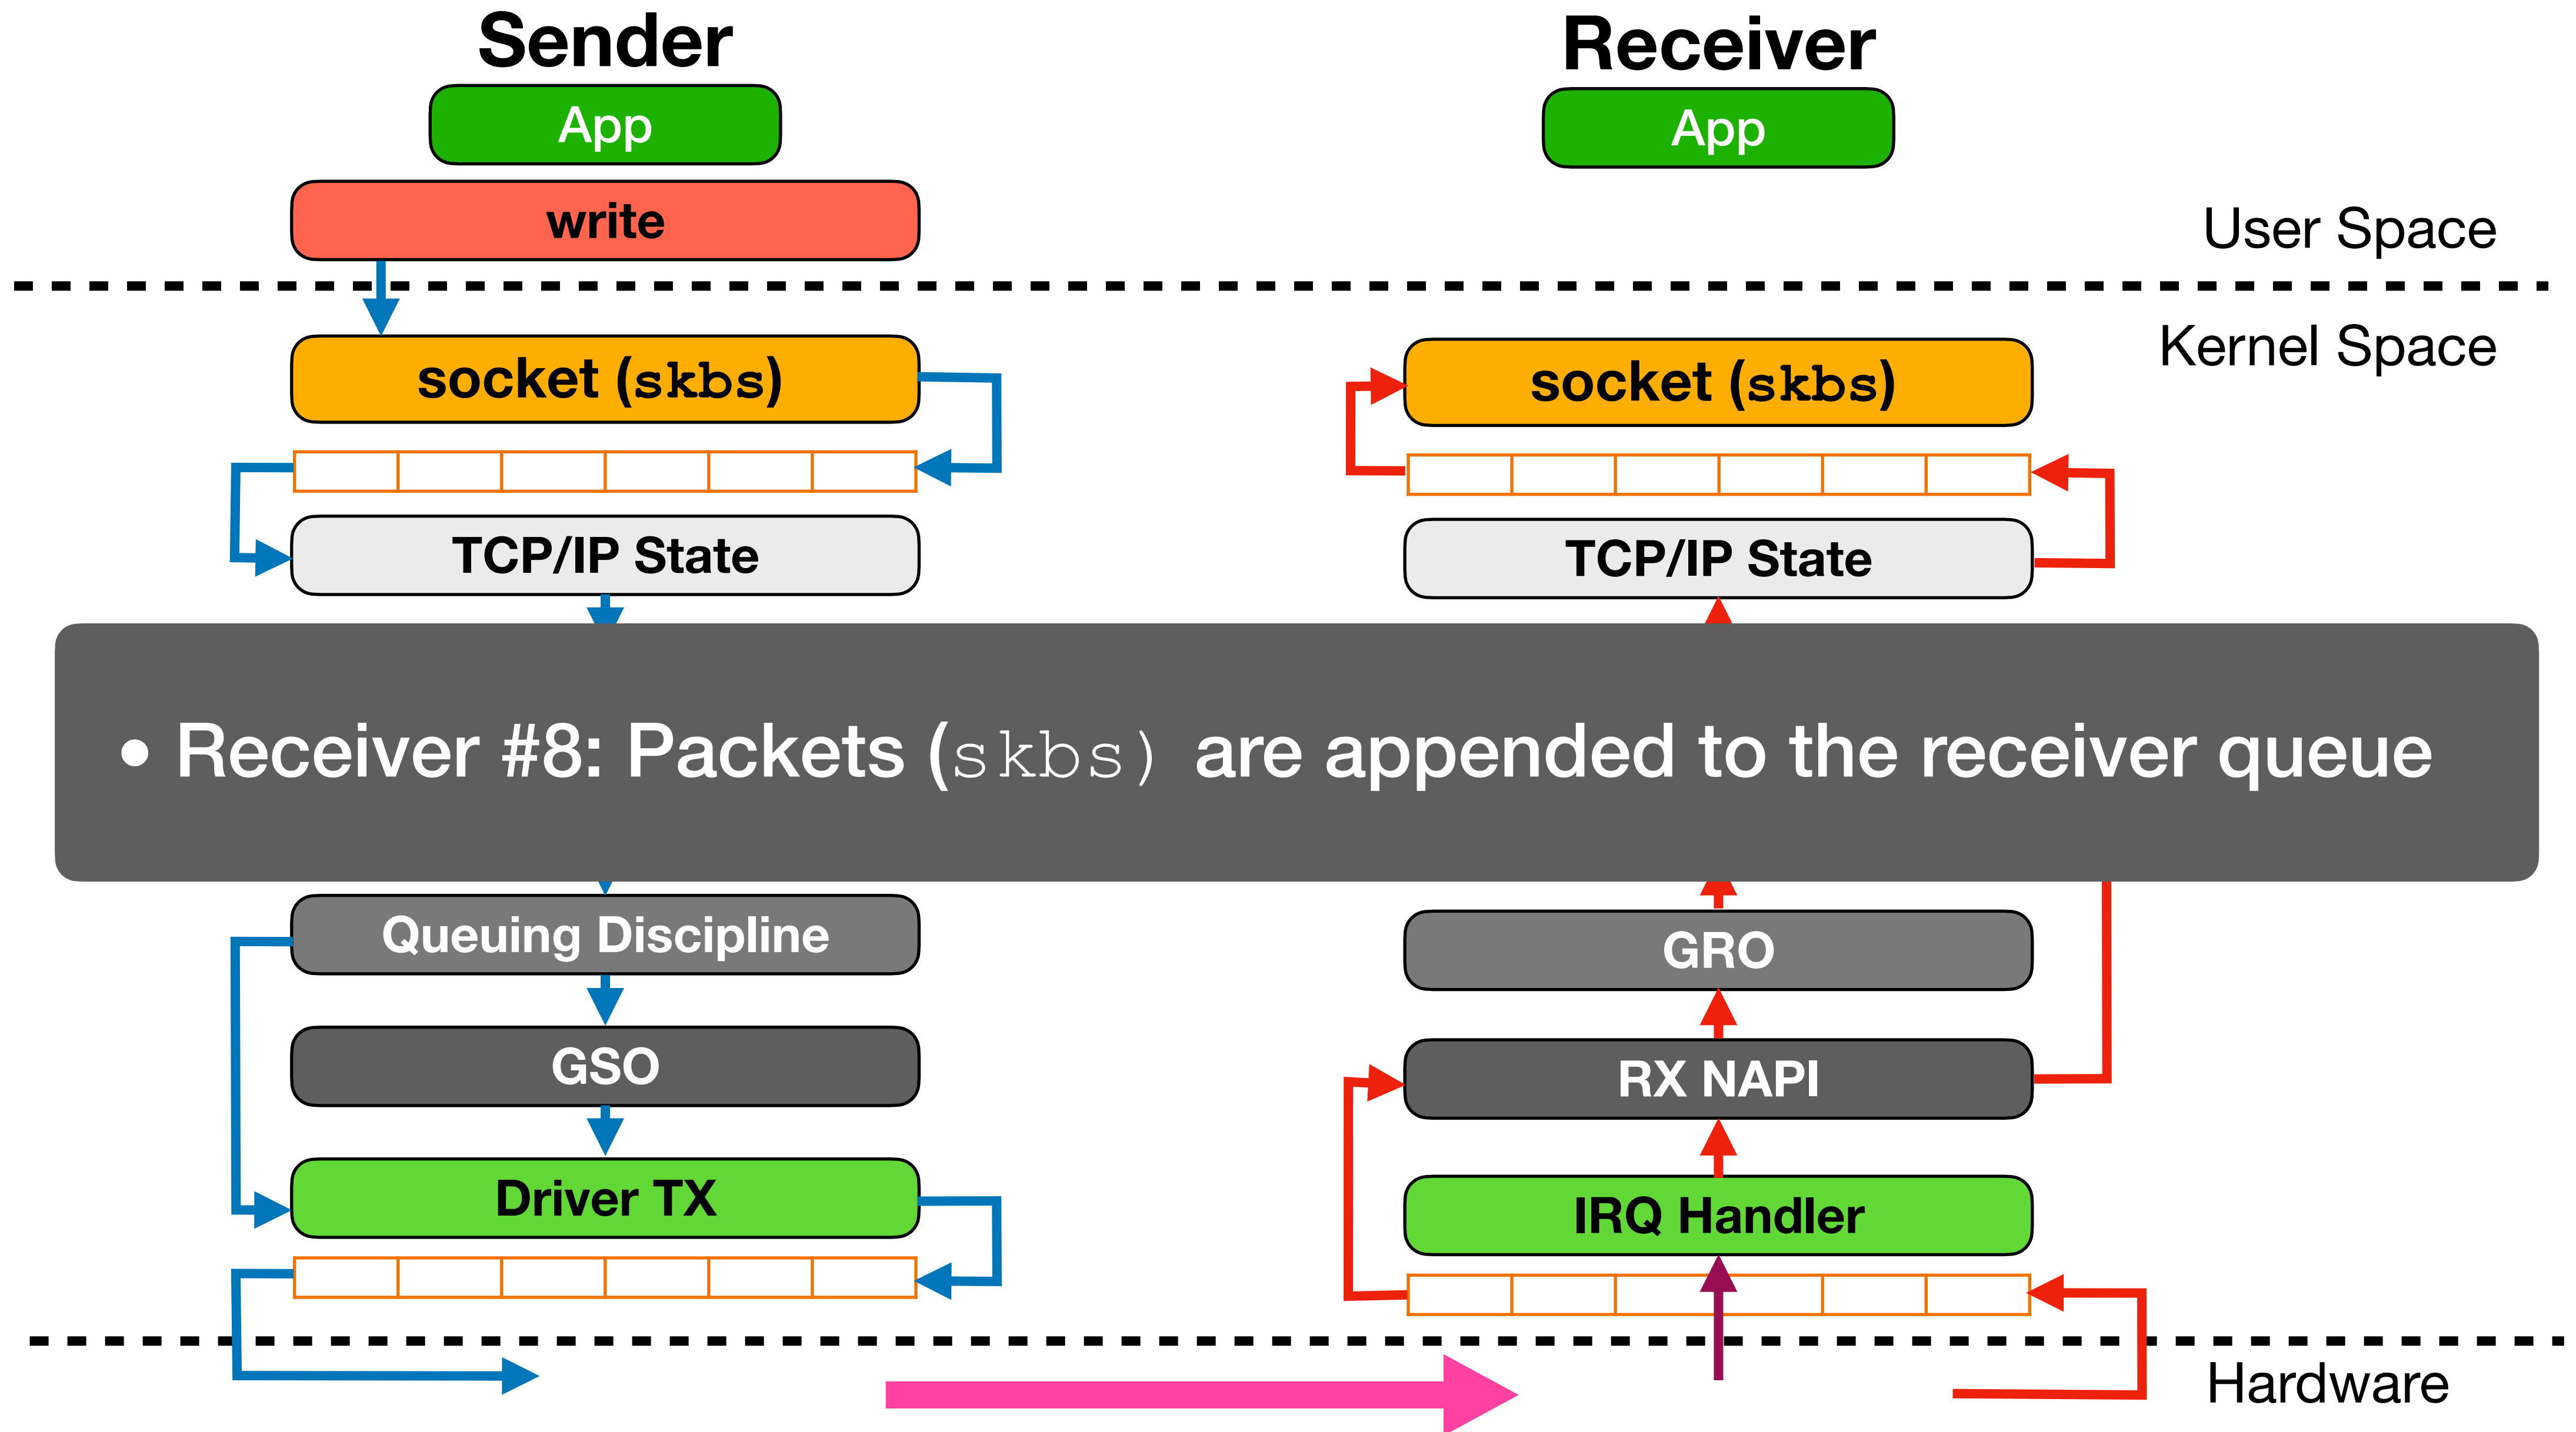 Sender
Receiver
App
App
write
User Space
Kernel Space
socket (skbs)
socket (skbs)
TCP/IP State
TCP/IP State
• Receiver #8: Packets (skbs) are appended to the receiver queue
Queuing Discipline
GRO
GSO
RX NAPI
Driver TX
IRQ Handler
Hardware